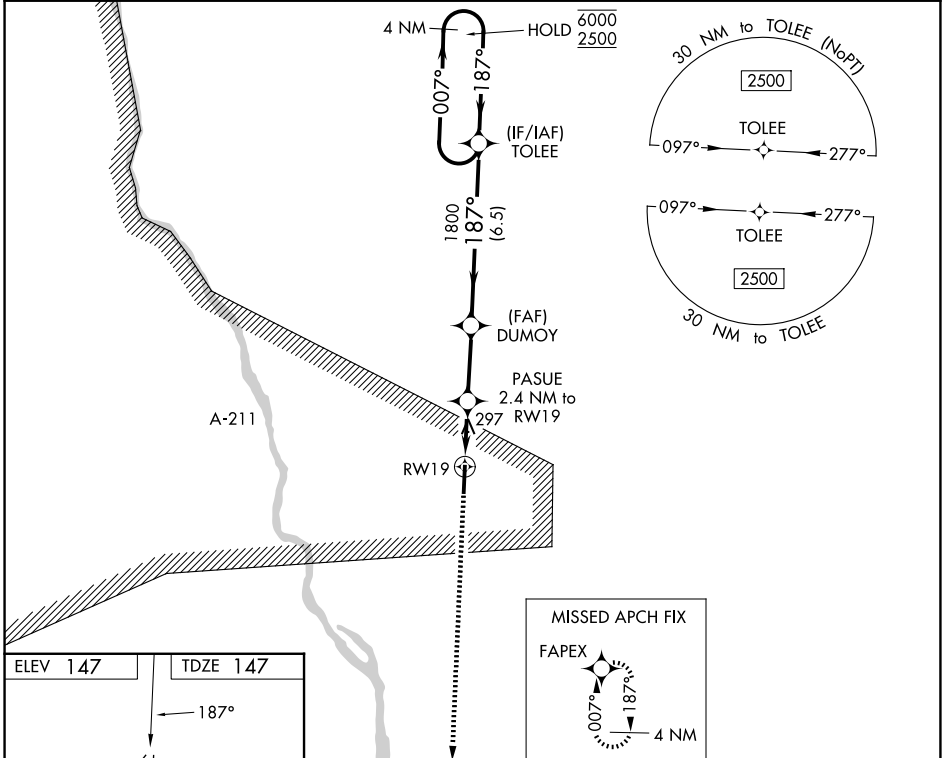 4 NM
HOLD
6000
2500
007°
187°
(IF/IAF)
TOLEE
1800
187°
(6.5)
(FAF)
DUMOY
PASUE
2.4 NM to
RW19
297
RW19
A-211
30 NM to TOLEE (NoPT)
2500
TOLEE
097°
277°
097°
277°
TOLEE
2500
30 NM to TOLEE
MISSED APCH FIX
FAPEX
007°
187°
4 NM
ELEV 147
TDZE 147
187°